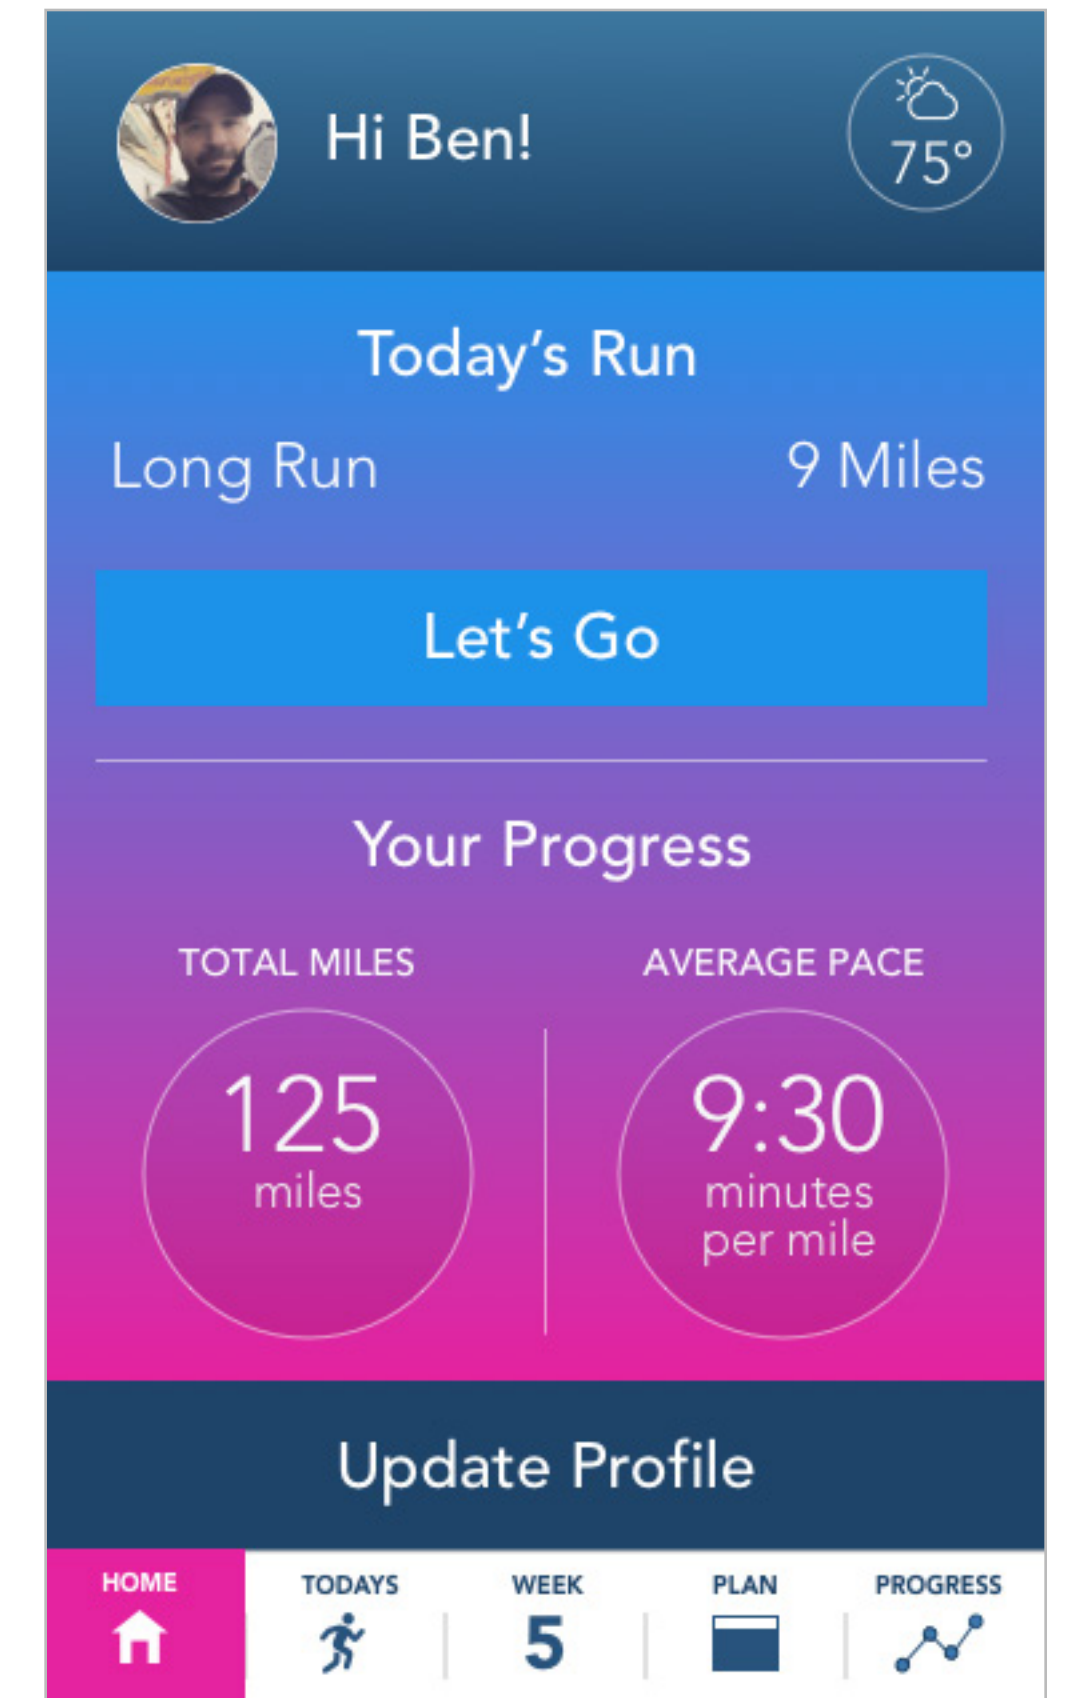 Hi Ben!
75°
Today's Run
Long Run
9 Miles
Let's Go
Your Progress
TOTAL MILES
AVERAGE PACE
125
miles
9:30
minutes
per mile
Update Profile
HOME
TODAYS
WEEK
5
PLAN
PROGRESS